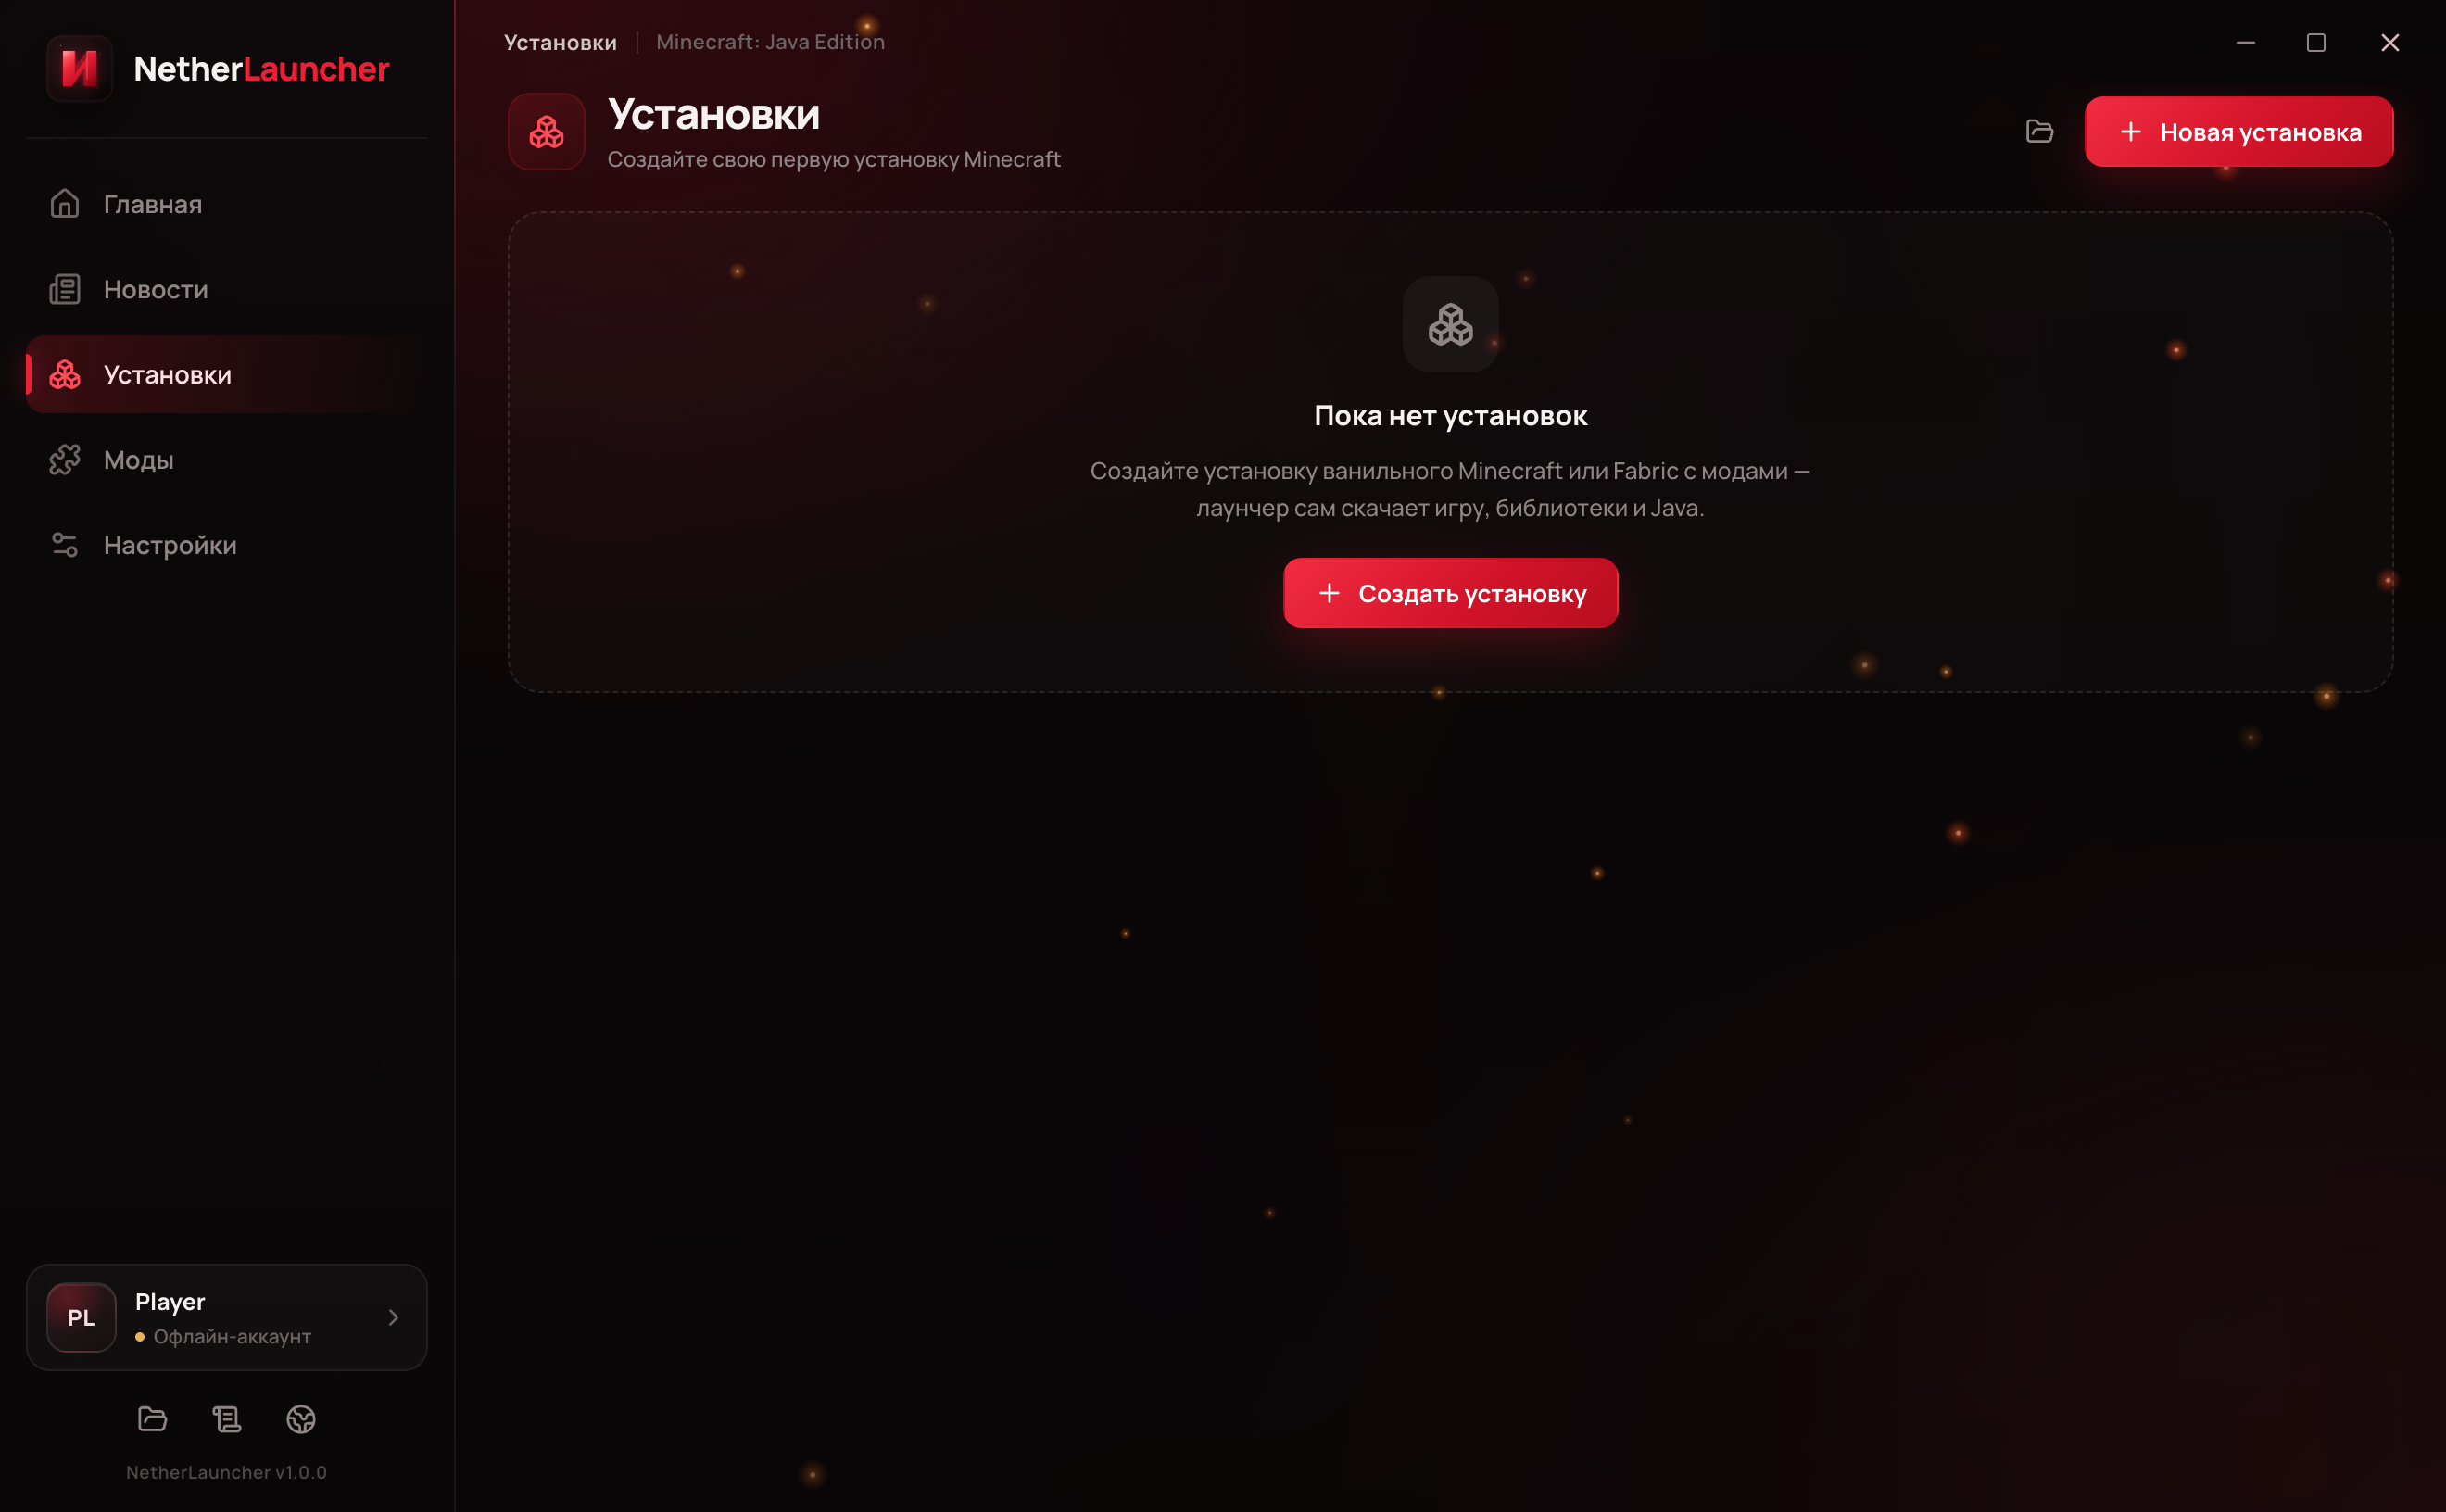 NetherLauncher
Главная
Новости
Установки
Моды
Настройки
PL
Player
Офлайн-аккаунт
NetherLauncher v1.0.0
Установки
Minecraft: Java Edition
Установки
Создайте свою первую установку Minecraft
Новая установка
Пока нет установок
Создайте установку ванильного Minecraft или Fabric с модами —
лаунчер сам скачает игру, библиотеки и Java.
Создать установку